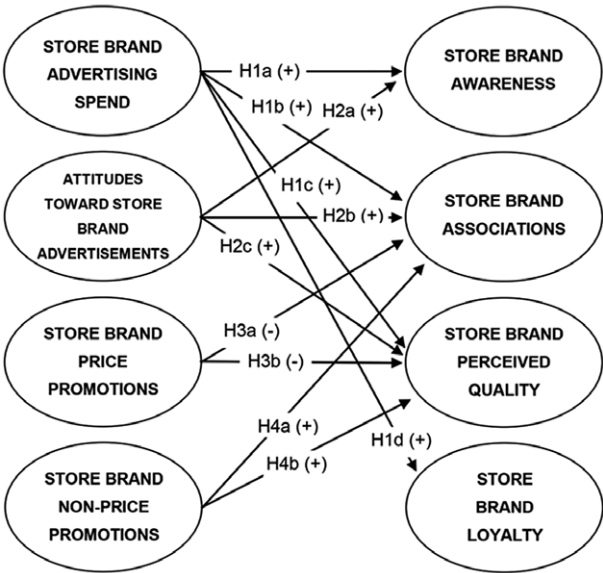 STORE BRAND
ADVERTISING
SPEND
STORE BRAND
AWARENESS
H1a (+)
H1b (+)
H2a (+)
ATTITUDES
TOWARD STORE
BRAND
ADVERTISEMENTS
STORE BRAND
ASSOCIATIONS
H1c (+)
H2b (+)
H2c (+)
STORE BRAND
PRICE
PROMOTIONS
STORE BRAND
PERCEIVED
QUALITY
H3a (-)
H3b (-)
H4a (+)
H1d (+)
H4b (+)
STORE BRAND
NON-PRICE
PROMOTIONS
STORE
BRAND
LOYALTY